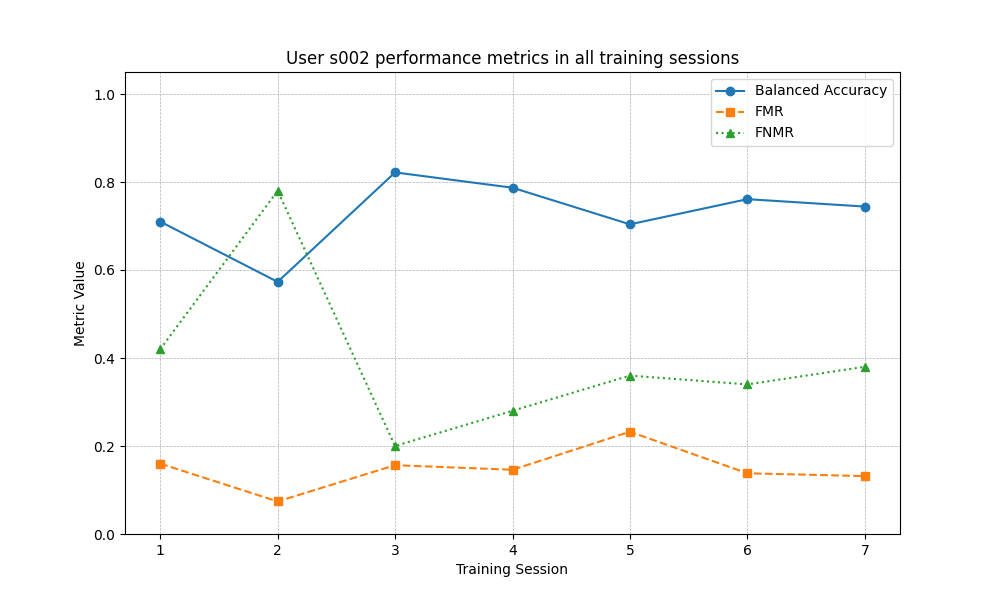 User s002 performance metrics in all training sessions
Balanced Accuracy
FMR
FNMR
1.0
0.8
0.6
0.4
0.2
0.0
Metric Value
1 2 3 4 5 6 7
Training Session